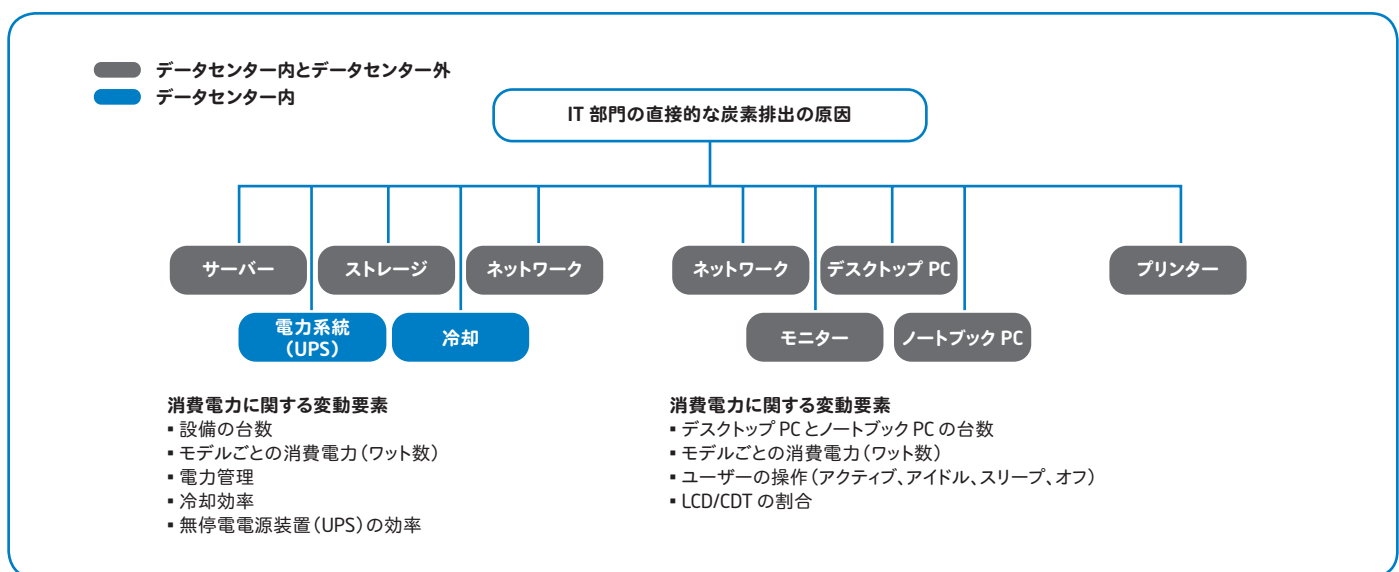 データセンター内とデータセンター外
データセンター内
IT 部門の直接的な炭素排出の原因
サーバー
ストレージ
ネットワーク
ネットワーク
デスクトップ PC
プリンター
電力系統
(UPS)
冷却
モニター
ノートブック PC
消費電力に関する変動要素
▪ 設備の台数
▪ モデルごとの消費電力(ワット数)
▪ 電力管理
▪ 冷却効率
▪ 無停電電源装置(UPS)の効率
消費電力に関する変動要素
▪ デスクトップ PC とノートブック PC の台数
▪ モデルごとの消費電力(ワット数)
▪ ユーザーの操作(アクティブ、アイドル、スリープ、オフ)
▪ LCD/CDT の割合